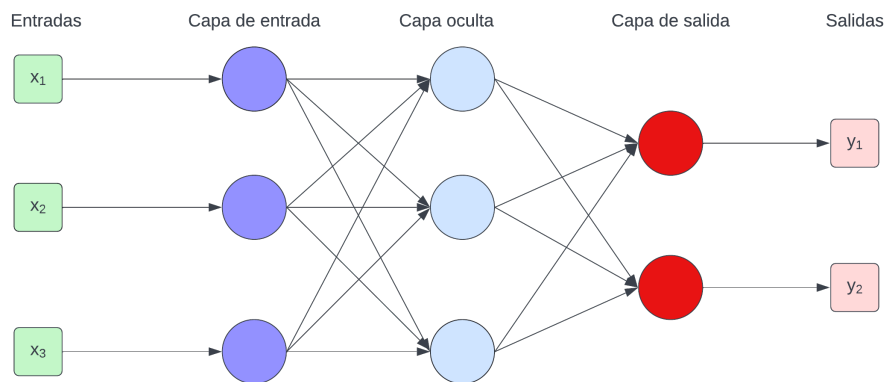 Entradas
Capa de entrada
Capa oculta
Capa de salida
Salidas
x₁
y₁
x₂
y₂
x₃